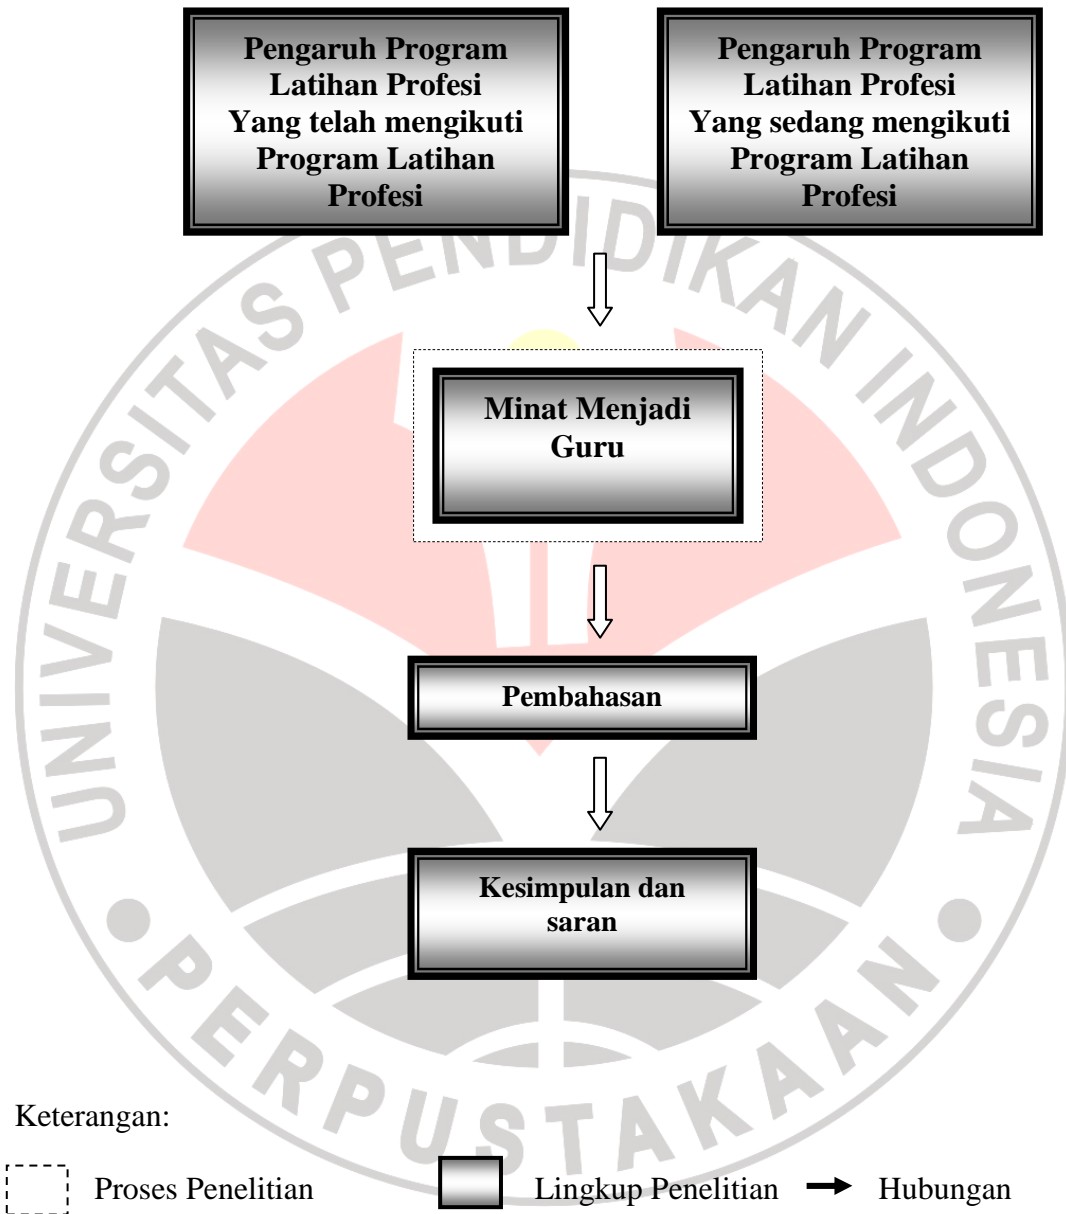 Pengaruh Program
Latihan Profesi
Yang telah mengikuti
Program Latihan
Profesi
Pengaruh Program
Latihan Profesi
Yang sedang mengikuti
Program Latihan
Profesi
Minat Menjadi
Guru
Pembahasan
Kesimpulan dan
saran
Keterangan:
Proses Penelitian
Lingkup Penelitian
Hubungan
UNIVERSITAS PENDIDIKAN INDONESIA
PERPUSTAKAAN